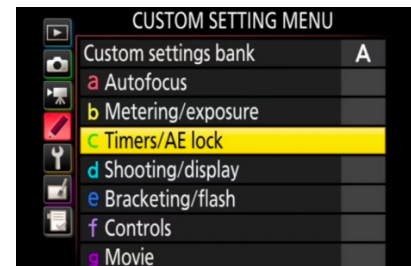 CUSTOM SETTING MENU
Custom settings bank A
a Autofocus
b Metering/exposure
c Timers/AE lock
d Shooting/display
e Bracketing/flash
f Controls
g Movie